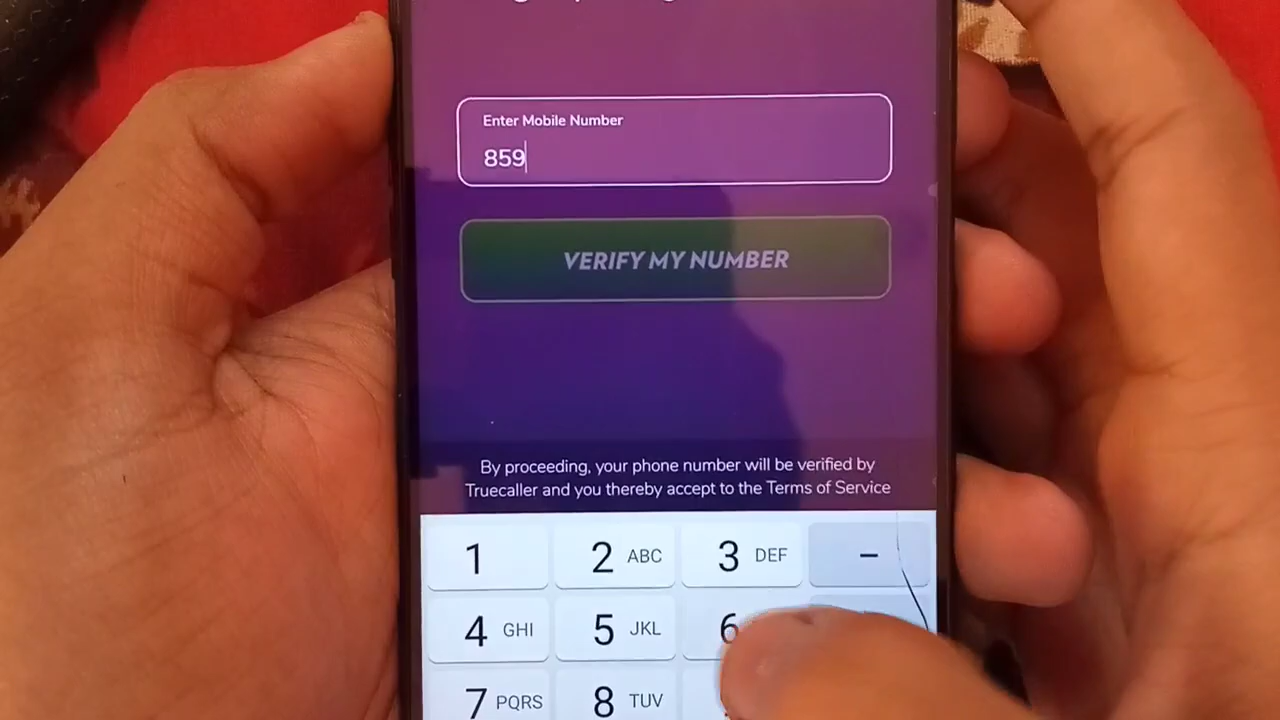 Enter Mobile Number
859
VERIFY MY NUMBER
By proceeding, your phone number will be verified by
Truecaller and you thereby accept to the Terms of Service
1 2 ABC 3 DEF –
4 GHI 5 JKL 6
7 PQRS 8 TUV